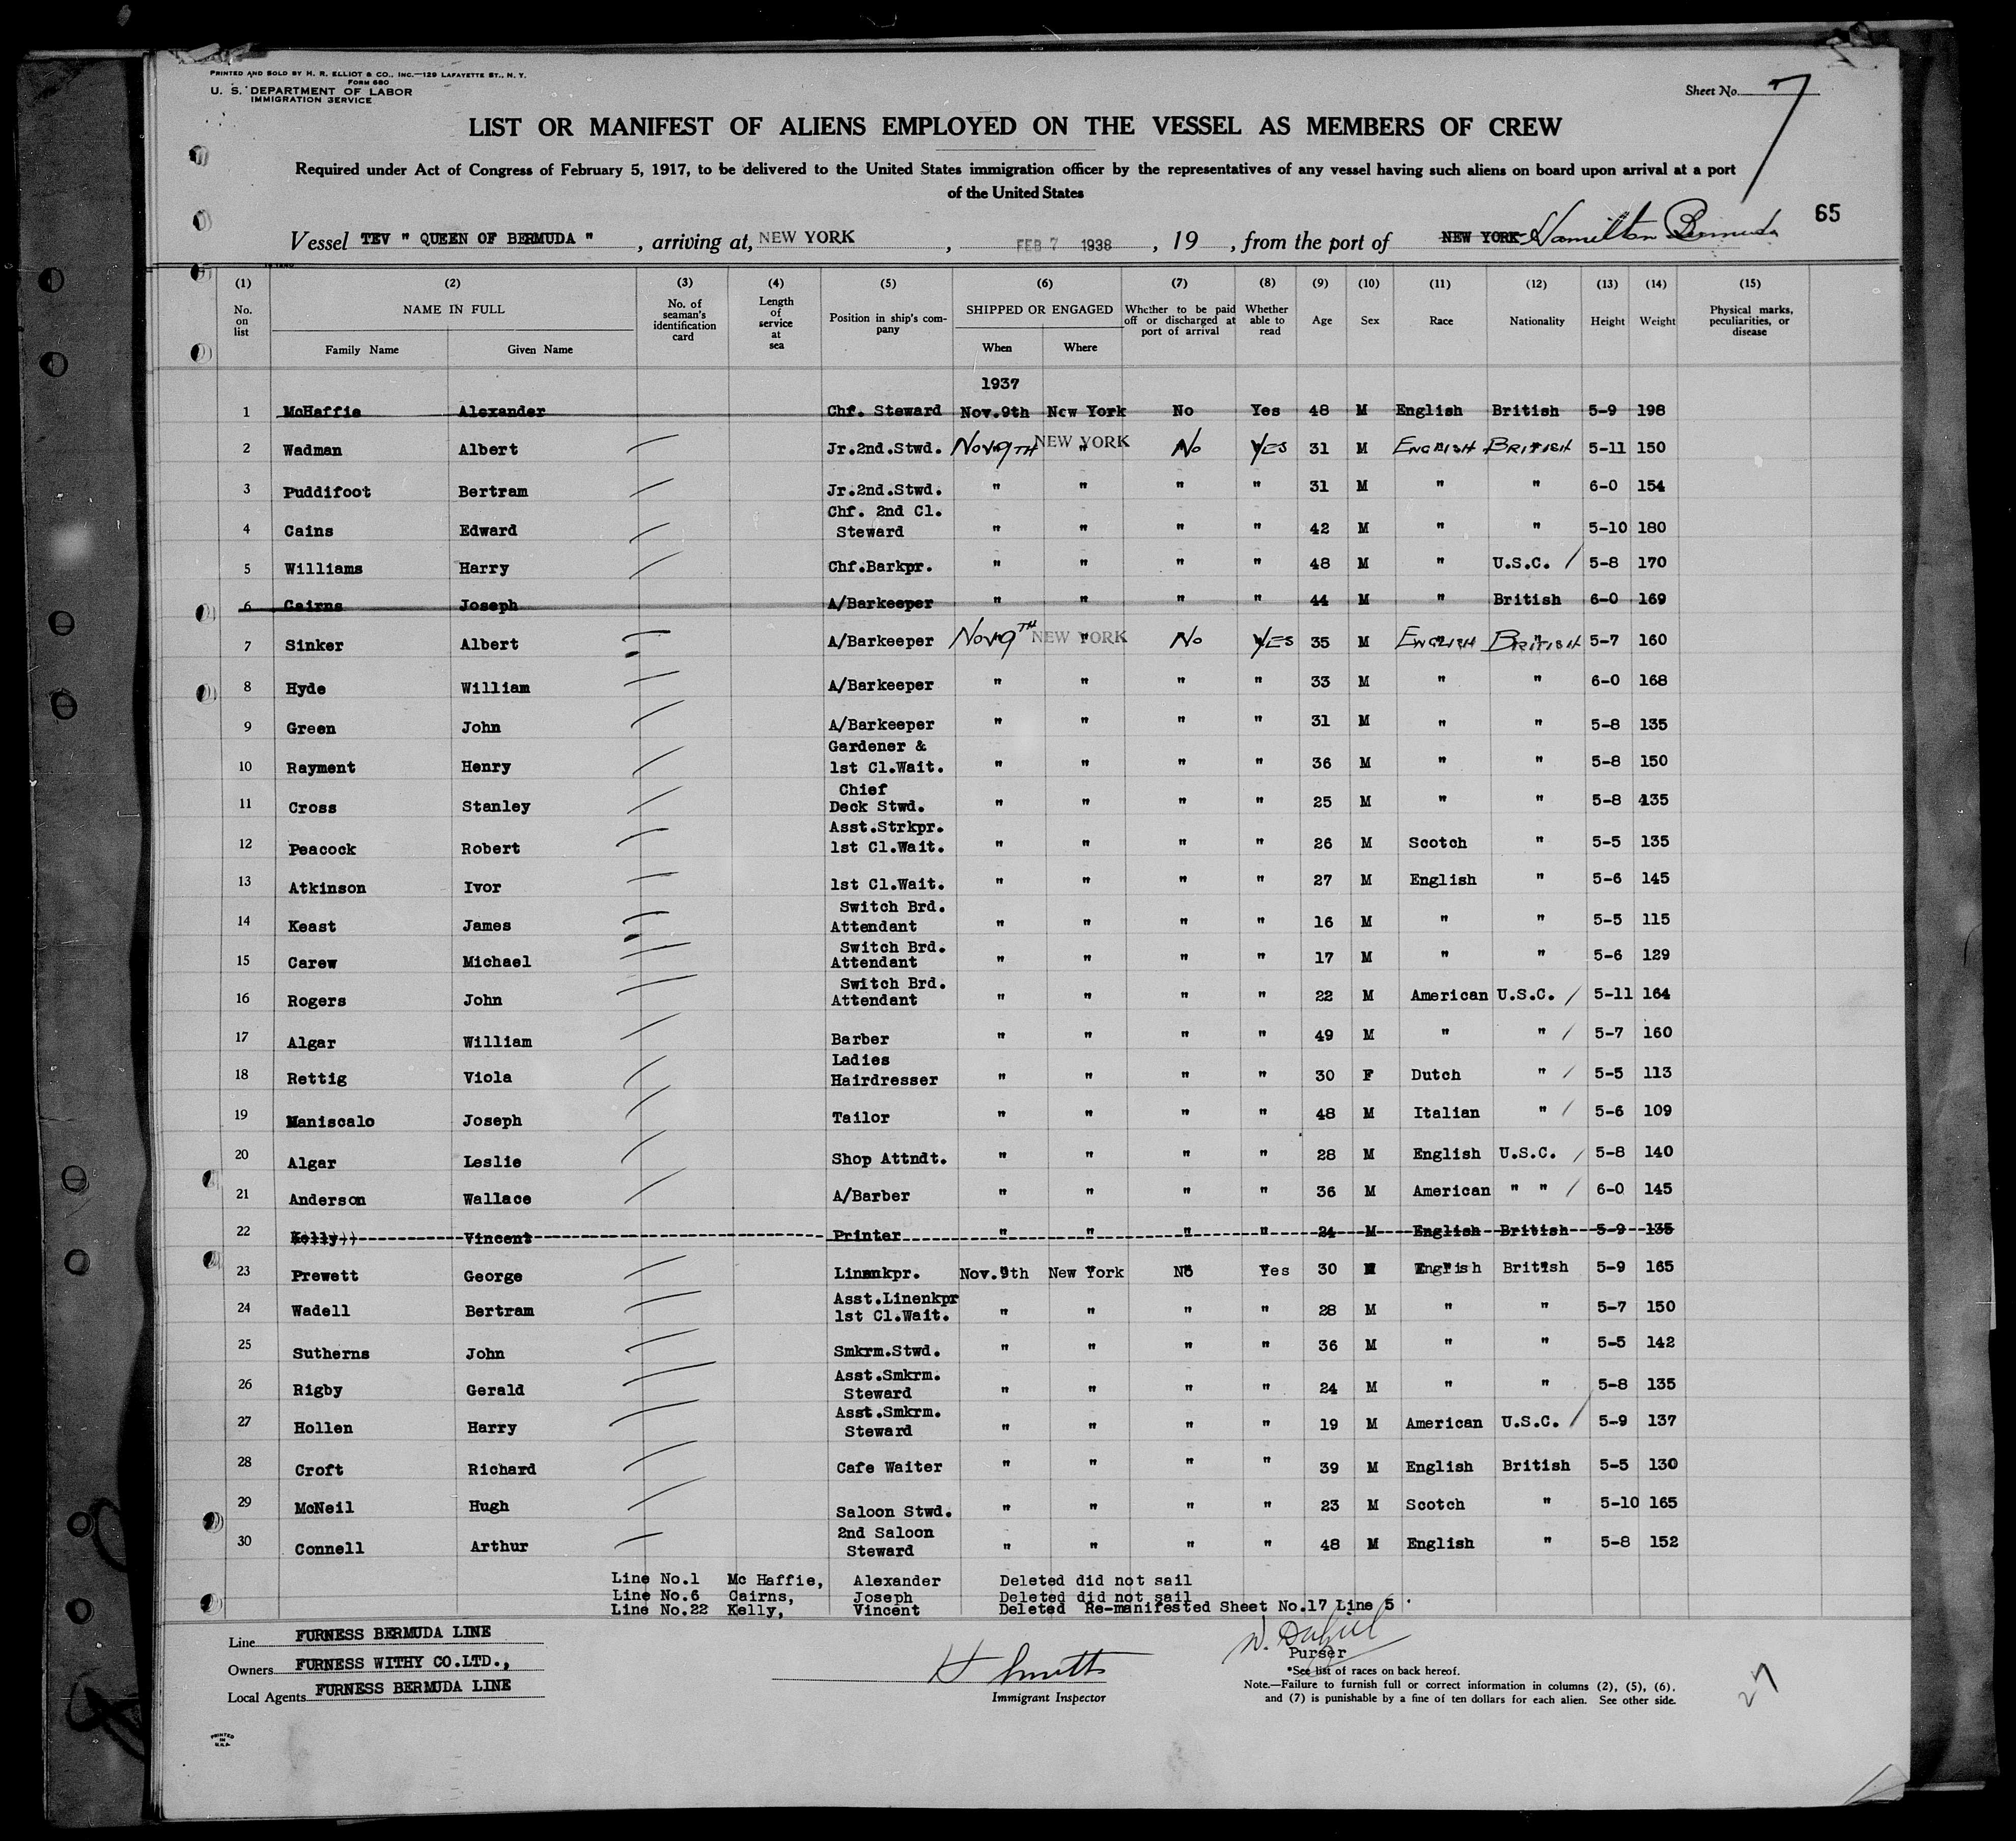 PRINTED AND SOLD BY H. R. ELLIOT & CO., INC.—129 LAFAYETTE ST., N. Y.
FORM 680
U. S. DEPARTMENT OF LABOR
IMMIGRATION SERVICE
Sheet No. 7
LIST OR MANIFEST OF ALIENS EMPLOYED ON THE VESSEL AS MEMBERS OF CREW
Required under Act of Congress of February 5, 1917, to be delivered to the United States immigration officer by the representatives of any vessel having such aliens on board upon arrival at a port
of the United States
65
Vessel TEV " QUEEN OF BERMUDA " , arriving at, NEW YORK , FEB 7 1938 , 19 , from the port of NEW YORK Hamilton Bermuda
(1) No. on list
(2) NAME IN FULL Family Name Given Name
(3) No. of seaman's identification card
(4) Length of service at sea
(5) Position in ship's company
(6) SHIPPED OR ENGAGED When Where
(7) Whether to be paid off or discharged at port of arrival
(8) Whether able to read
(9) Age
(10) Sex
(11) Race
(12) Nationality
(13) Height
(14) Weight
(15) Physical marks, peculiarities, or disease
1937
1 McHaffie Alexander Chf. Steward Nov.9th New York No Yes 48 M English British 5-9 198
2 Wadman Albert Jr.2nd.Stwd. Nov 9TH NEW YORK " No YES 31 M ENGLISH BRITISH 5-11 150
3 Puddifoot Bertram Jr.2nd.Stwd. " " " " 31 M " " 6-0 154
4 Cains Edward Chf. 2nd Cl. Steward " " " " 42 M " " 5-10 180
5 Williams Harry Chf.Barkpr. " " " " 48 M " U.S.C. / 5-8 170
6 Cairns Joseph A/Barkeeper " " " " 44 M " British 6-0 169
7 Sinker Albert A/Barkeeper Nov 9TH NEW YORK " No YES 35 M ENGLISH BRITISH 5-7 160
8 Hyde William A/Barkeeper " " " " 33 M " " 6-0 168
9 Green John A/Barkeeper " " " " 31 M " " 5-8 135
10 Rayment Henry Gardener & 1st Cl.Wait. " " " " 36 M " " 5-8 150
11 Cross Stanley Chief Deck Stwd. " " " " 25 M " " 5-8 135
12 Peacock Robert Asst.Strkpr. 1st Cl.Wait. " " " " 26 M Scotch " 5-5 135
13 Atkinson Ivor 1st Cl.Wait. " " " " 27 M English " 5-6 145
14 Keast James Switch Brd. Attendant " " " " 16 M " " 5-5 115
15 Carew Michael Switch Brd. Attendant " " " " 17 M " " 5-6 129
16 Rogers John Switch Brd. Attendant " " " " 22 M American U.S.C. / 5-11 164
17 Algar William Barber " " " " 49 M " " / 5-7 160
18 Rettig Viola Ladies Hairdresser " " " " 30 F Dutch " / 5-5 113
19 Maniscalo Joseph Tailor " " " " 48 M Italian " / 5-6 109
20 Algar Leslie Shop Attndt. " " " " 28 M English U.S.C. / 5-8 140
21 Anderson Wallace A/Barber " " " " 36 M American " " / 6-0 145
22 Kelly Vincent Printer " " " " 24 M English British 5-9 135
23 Prewett George Linenkpr. Nov.9th New York No Yes 30 M English British 5-9 165
24 Wadell Bertram Asst.Linenkpr 1st Cl.Wait. " " " " 28 M " " 5-7 150
25 Sutherns John Smkrm.Stwd. " " " " 36 M " " 5-5 142
26 Rigby Gerald Asst.Smkrm. Steward " " " " 24 M " " 5-8 135
27 Hollen Harry Asst.Smkrm. Steward " " " " 19 M American U.S.C. / 5-9 137
28 Croft Richard Cafe Waiter " " " " 39 M English British 5-5 130
29 McNeil Hugh Saloon Stwd. " " " " 23 M Scotch " 5-10 165
30 Connell Arthur 2nd Saloon Steward " " " " 48 M English " 5-8 152
Line No.1 Mc Haffie, Alexander Deleted did not sail
Line No.6 Cairns, Joseph Deleted did not sail
Line No.22 Kelly, Vincent Deleted Re-manifested Sheet No.17 Line 5
Line FURNESS BERMUDA LINE
Owners FURNESS WITHY CO.LTD.,
Local Agents FURNESS BERMUDA LINE
H Smith
Immigrant Inspector
Purser
*See list of races on back hereof.
Note.—Failure to furnish full or correct information in columns (2), (5), (6),
and (7) is punishable by a fine of ten dollars for each alien. See other side.
27
PRINTED IN U.S.A.